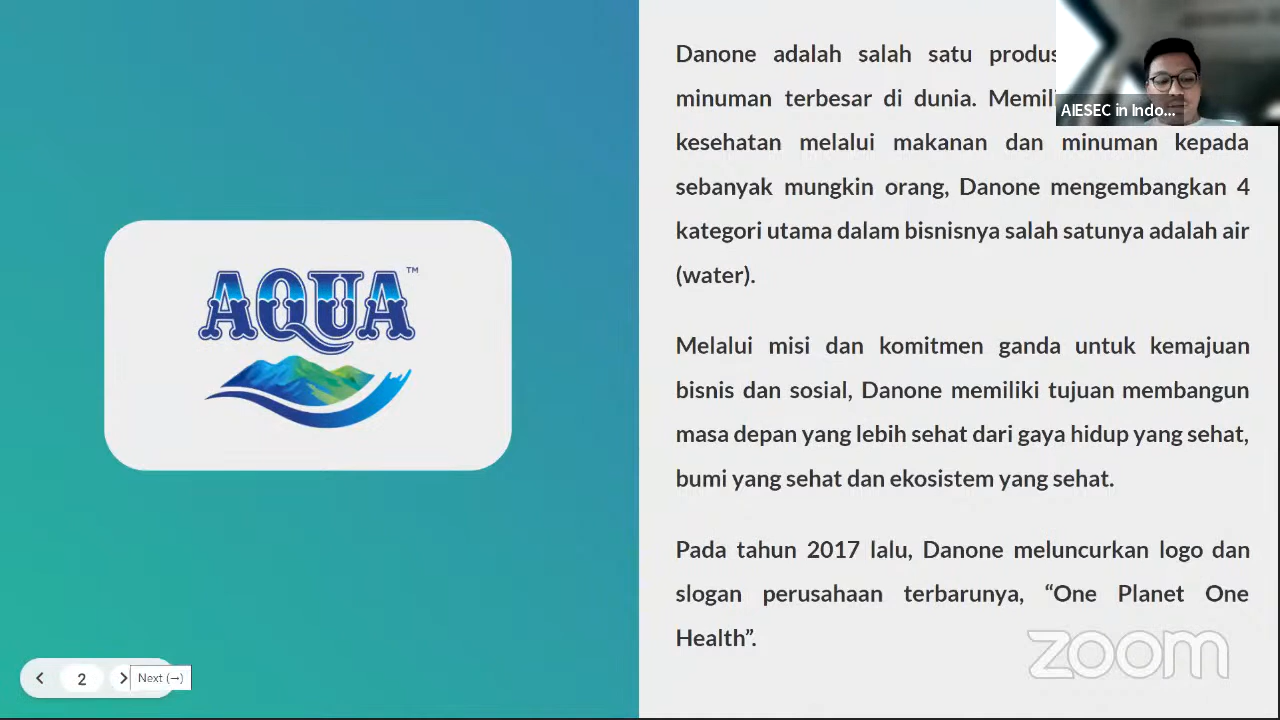 Danone adalah salah satu
minuman terbesar di dunia.
kesehatan melalui makanan dan minuman kepada
sebanyak mungkin orang, Danone mengembangkan 4
kategori utama dalam bisnisnya salah satunya adalah air
(water).
Melalui misi dan komitmen ganda untuk kemajuan
bisnis dan sosial, Danone memiliki tujuan membangun
masa depan yang lebih sehat dari gaya hidup yang sehat,
bumi yang sehat dan ekosistem yang sehat.
Pada tahun 2017 lalu, Danone meluncurkan logo dan
slogan perusahaan terbarunya, “One Planet One
Health”.
AQUA™
AIESEC in Indo...
2
Next (→)
zoom